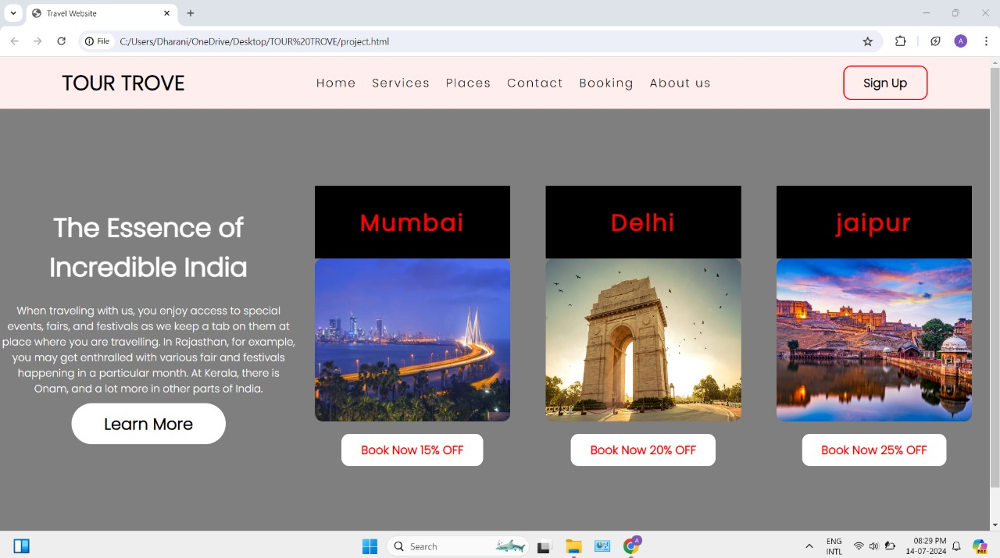 Travel Website
File C:/Users/Dharani/OneDrive/Desktop/TOUR%20TROVE/project.html
A
TOUR TROVE
Home Services Places Contact Booking About us
Sign Up
The Essence of
Incredible India
When traveling with us, you enjoy access to special
events, fairs, and festivals as we keep a tab on them at
place where you are travelling. In Rajasthan, for example,
you may get enthralled with various fair and festivals
happening in a particular month. At Kerala, there is
Onam, and a lot more in other parts of India.
Learn More
Mumbai
Book Now 15% OFF
Delhi
Book Now 20% OFF
jaipur
Book Now 25% OFF
Search
A
ENG
INTL
08:29 PM
14-07-2024
PRE